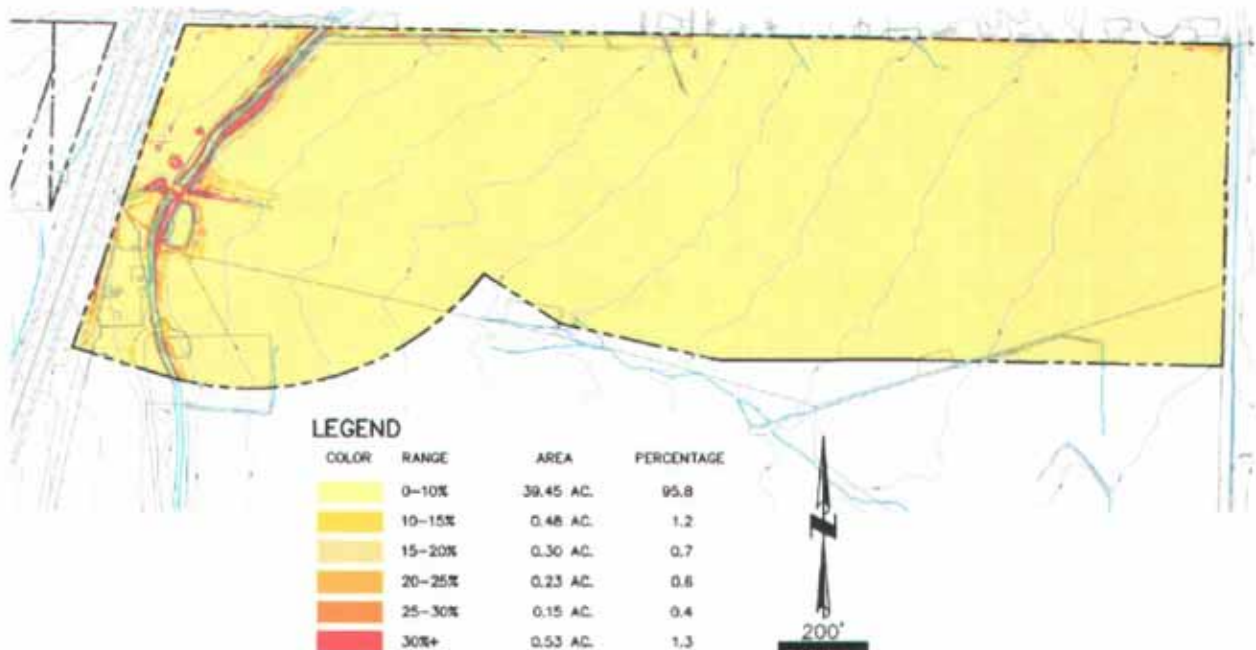 LEGEND
COLOR RANGE AREA PERCENTAGE
0-10% 39.45 AC. 95.8
10-15% 0.48 AC. 1.2
15-20% 0.30 AC. 0.7
20-25% 0.23 AC. 0.6
25-30% 0.15 AC. 0.4
30%+ 0.53 AC. 1.3
N
200'